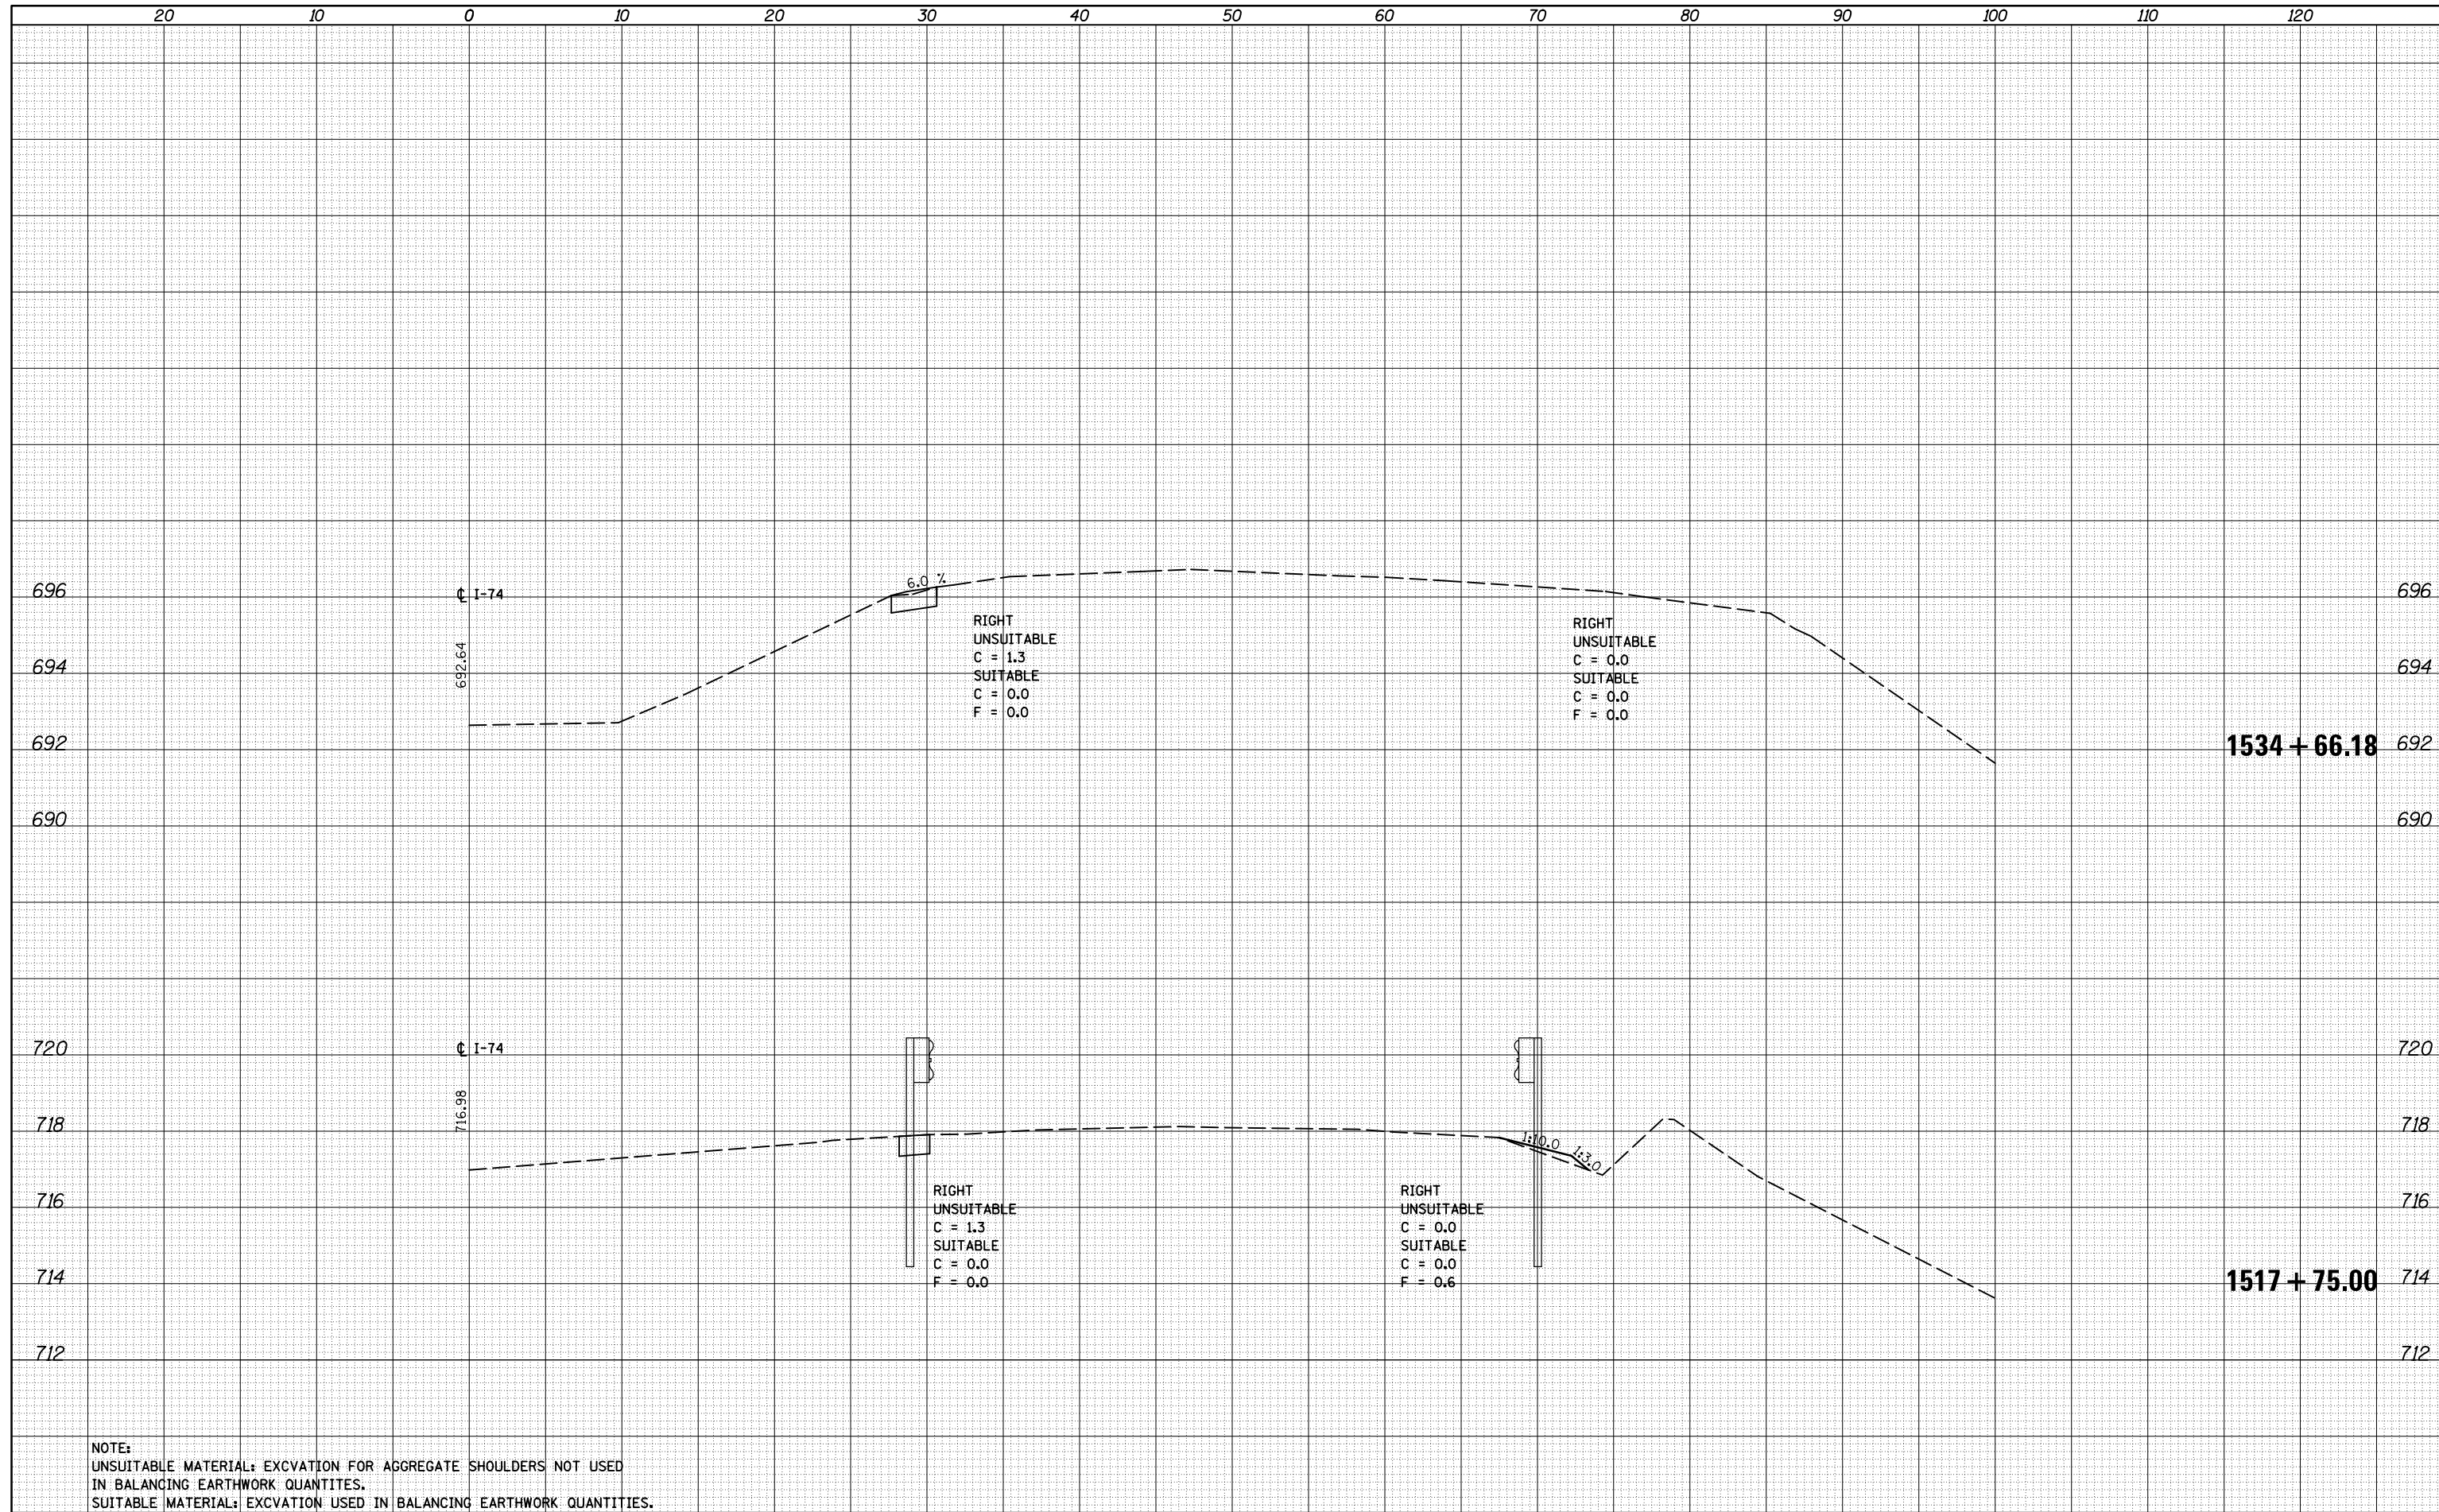 20 10 0 10 20 30 40 50 60 70 80 90 100 110 120
6.0 %
696 ℄ I-74 696
692.64
RIGHT
UNSUITABLE
C = 1.3
SUITABLE
C = 0.0
F = 0.0
RIGHT
UNSUITABLE
C = 0.0
SUITABLE
C = 0.0
F = 0.0
694 694
692 1534 + 66.18 692
690 690
720 ℄ I-74 720
716.98
718 718
1:10.0
1:3.0
RIGHT
UNSUITABLE
C = 1.3
SUITABLE
C = 0.0
F = 0.0
RIGHT
UNSUITABLE
C = 0.0
SUITABLE
C = 0.0
F = 0.6
716 716
714 1517 + 75.00 714
712 712
NOTE:
UNSUITABLE MATERIAL: EXCVATION FOR AGGREGATE SHOULDERS NOT USED
IN BALANCING EARTHWORK QUANTITES.
SUITABLE MATERIAL: EXCVATION USED IN BALANCING EARTHWORK QUANTITIES.